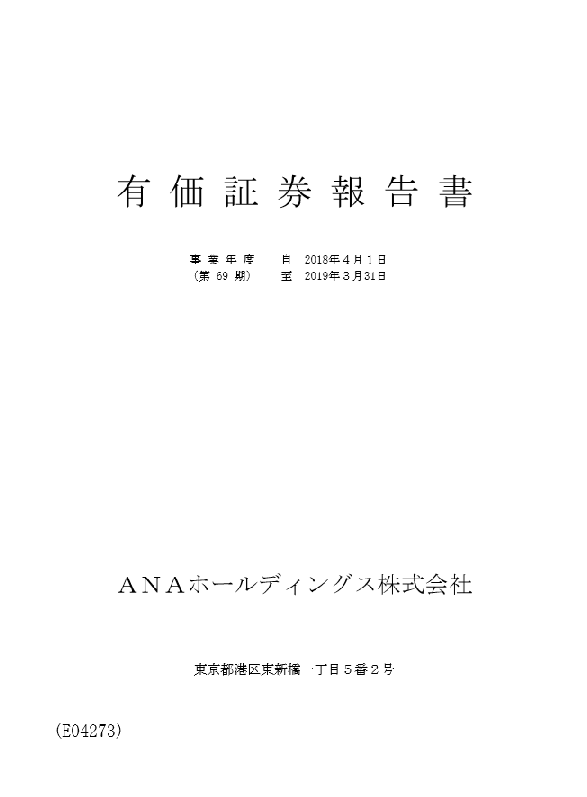 有価証券報告書
事業年度 自 2018年4月1日
(第 69 期) 至 2019年3月31日
ANAホールディングス株式会社
東京都港区東新橋一丁目5番2号
(E04273)